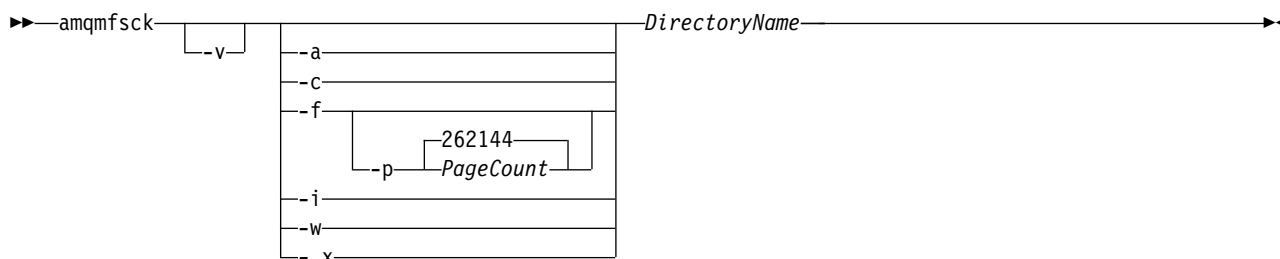 amqmfsck DirectoryName
-v -a
-c
-f
262144
-p PageCount
-i
-w
- x